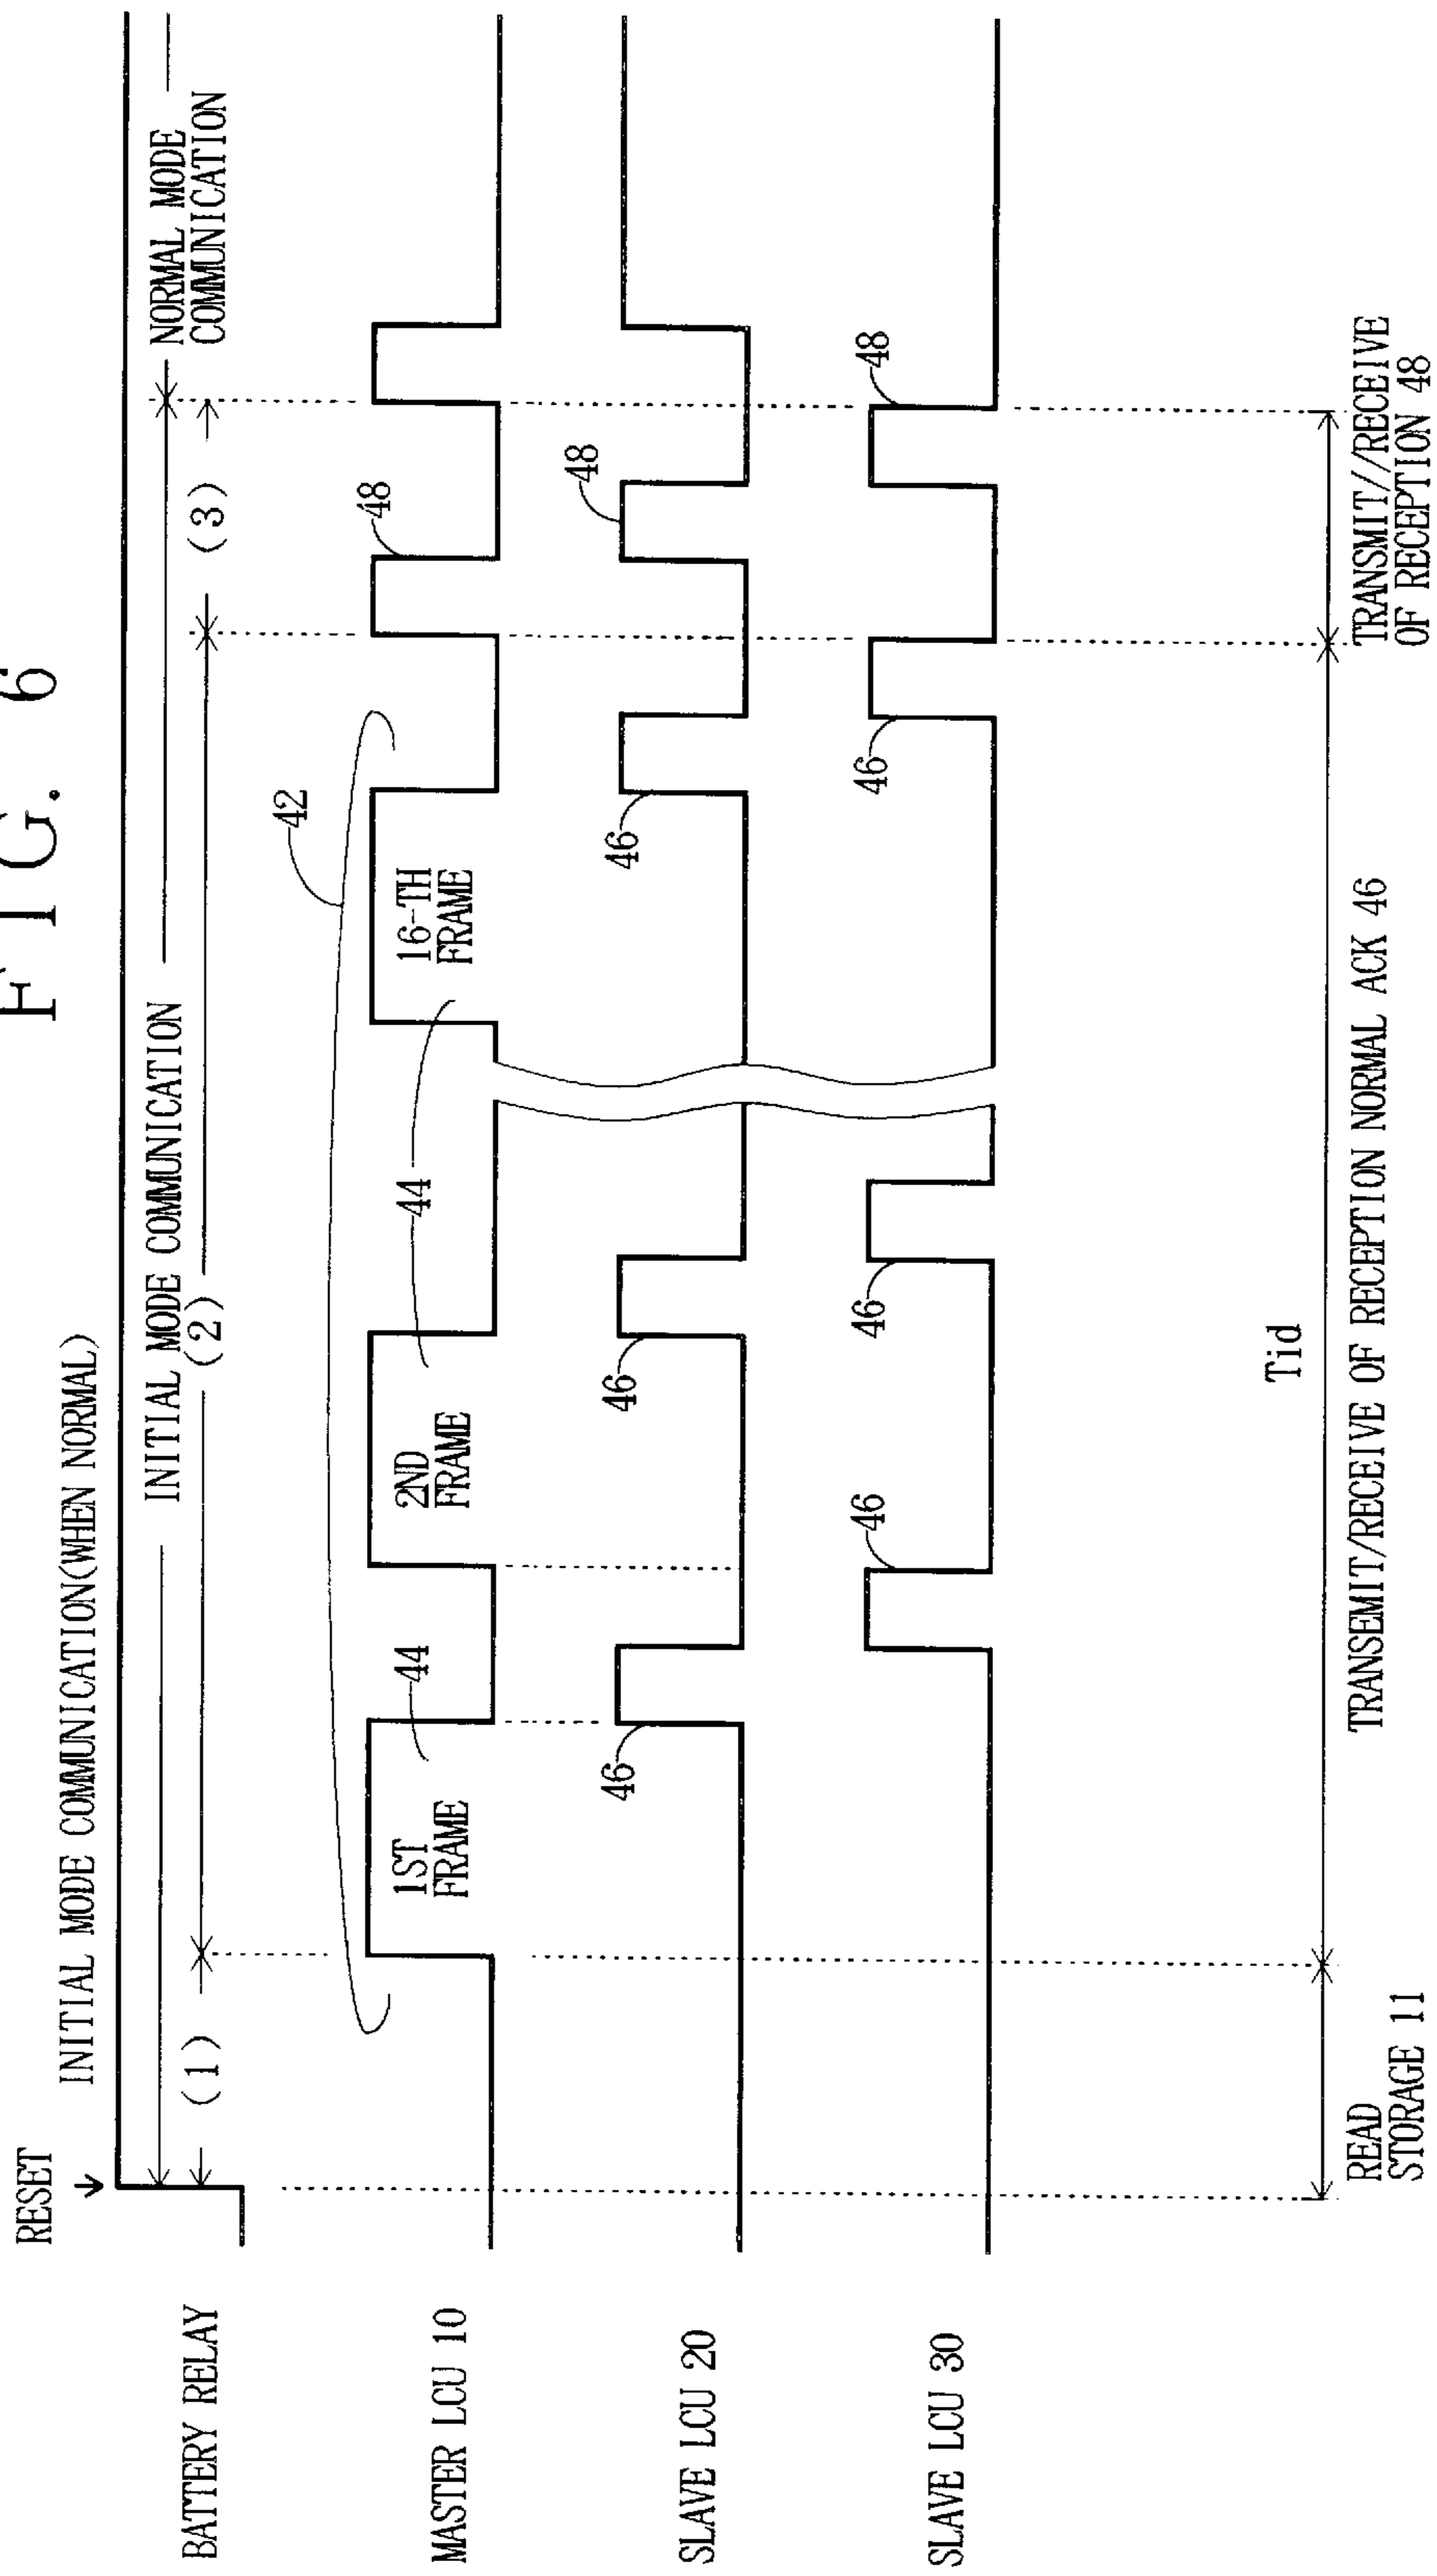 FIG. 6
RESET
INITIAL MODE COMMUNICATION(WHEN NORMAL)
INITIAL MODE COMMUNICATION
NORMAL MODE
COMMUNICATION
(1)
(2)
(3)
BATTERY RELAY
42
MASTER LCU 10
1ST
FRAME
44
2ND
FRAME
44
16-TH
FRAME
48
SLAVE LCU 20
46
46
46
48
SLAVE LCU 30
46
46
46
48
Tid
READ
STORAGE 11
TRANSEMIT/RECEIVE OF RECEPTION NORMAL ACK 46
TRANSMIT/RECEIVE
OF RECEPTION 48